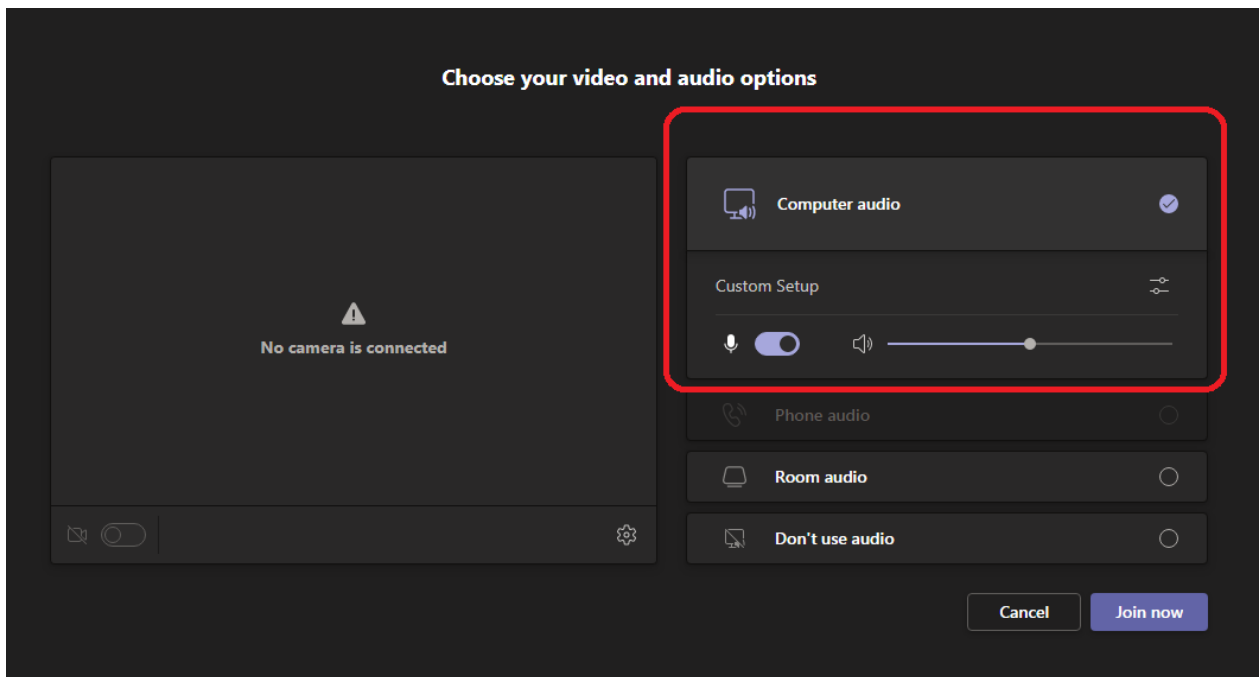 Choose your video and audio options
No camera is connected
Computer audio
Custom Setup
Phone audio
Room audio
Don't use audio
Cancel
Join now